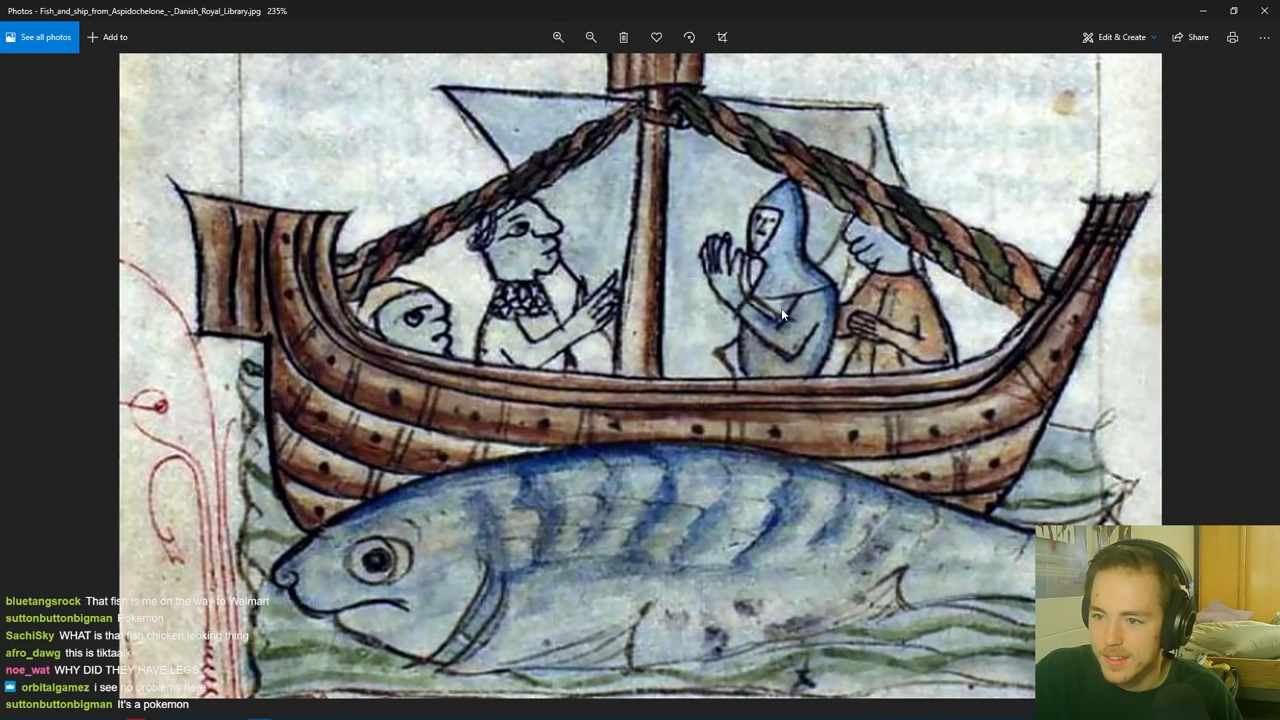 Photos - Fish_and_ship_from_Aspidochelone_-_Danish_Royal_Library.jpg   235%
See all photos   Add to   Edit & Create   Share
bluetangsrock That fish is me on the way to Walmart
suttonbuttonbigman Pokemon
SachiSky WHAT is that fish chicken looking thing
afro_dawg this is tiktaalik
noe_wat WHY DID THEY HAVE LEGS
orbitalgamez i see no problems here
suttonbuttonbigman It's a pokemon